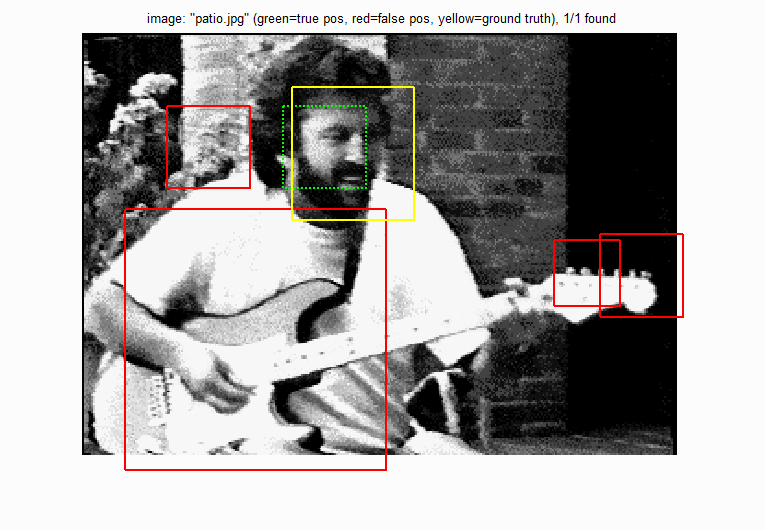 image: "patio.jpg" (green=true pos, red=false pos, yellow=ground truth), 1/1 found